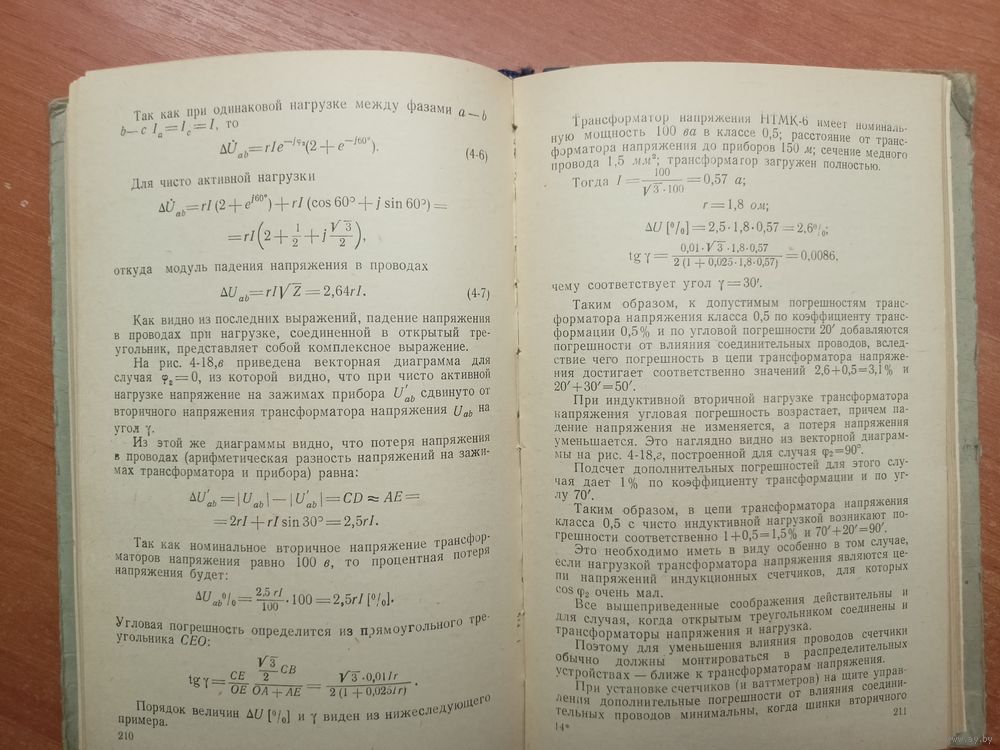 Так как при одинаковой нагрузке между фазами a—b
b—c Iₐ=I_c=I, то
ΔU̇_ab=rIe^{—jφ₂}(2+e^{—j60°}).
(4-6)
Для чисто активной нагрузки
ΔU̇_ab=rI(2+e^{j60°})+rI(cos 60°+j sin 60°)=
=rI(2+1/2+j√3/2),
откуда модуль падения напряжения в проводах
ΔU_ab=rI√Z=2,64rI.
(4-7)
Как видно из последних выражений, падение напряжения
в проводах при нагрузке, соединенной в открытый тре-
угольник, представляет собой комплексное выражение.
На рис. 4-18,в приведена векторная диаграмма для
случая φ₂=0, из которой видно, что при чисто активной
нагрузке напряжение на зажимах прибора U′_ab сдвинуто от
вторичного напряжения трансформатора напряжения U_ab на
угол γ.
Из этой же диаграммы видно, что потеря напряжения
в проводах (арифметическая разность напряжений на зажи-
мах трансформатора и прибора) равна:
ΔU′_ab=|U_ab|—|U′_ab|=CD≈AE=
=2rI+rI sin 30°=2,5rI.
Так как номинальное вторичное напряжение трансфор-
маторов напряжения равно 100 в, то процентная потеря
напряжения будет:
ΔU_ab%=2,5 rI/100·100=2,5rI [%].
Угловая погрешность определится из прямоугольного тре-
угольника CEO:
tg γ=CE/OE=(√3/2 CB)/(OA+AE)=√3·0,01Ir/2(1+0,025Ir).
Порядок величин ΔU [%] и γ виден из нижеследующего
примера.
210
Трансформатор напряжения НТМК-6 имеет номиналь-
ную мощность 100 ва в классе 0,5; расстояние от транс-
форматора напряжения до приборов 150 м; сечение медного
провода 1,5 мм²; трансформатор загружен полностью.
Тогда I=100/√3·100=0,57 а;
r=1,8 ом;
ΔU [%]=2,5·1,8·0,57=2,6%;
tg γ=0,01·√3·1,8·0,57/2(1+0,025·1,8·0,57)=0,0086,
чему соответствует угол γ=30′.
Таким образом, к допустимым погрешностям транс-
форматора напряжения класса 0,5 по коэффициенту транс-
формации 0,5% и по угловой погрешности 20′ добавляются
погрешности от влияния соединительных проводов, вслед-
ствие чего погрешность в цепи трансформатора напряже-
ния достигает соответственно значений 2,6+0,5=3,1% и
20′+30′=50′.
При индуктивной вторичной нагрузке трансформатора
напряжения угловая погрешность возрастает, причем па-
дение напряжения не изменяется, а потеря напряжения
уменьшается. Это наглядно видно из векторной диаграм-
мы на рис. 4-18,г, построенной для случая φ₂=90°.
Подсчет дополнительных погрешностей для этого слу-
чая дает 1% по коэффициенту трансформации и по уг-
лу 70′.
Таким образом, в цепи трансформатора напряжения
класса 0,5 с чисто индуктивной нагрузкой возникают по-
грешности соответственно 1+0,5=1,5% и 70′+20′=90′.
Это необходимо иметь в виду особенно в том случае,
если нагрузкой трансформатора напряжения являются це-
пи напряжений индукционных счетчиков, для которых
cos φ₂ очень мал.
Все вышеприведенные соображения действительны и
для случая, когда открытым треугольником соединены и
трансформаторы напряжения и нагрузка.
Поэтому для уменьшения влияния проводов счетчики
обычно должны монтироваться в распределительных
устройствах — ближе к трансформаторам напряжения.
При установке счетчиков (и ваттметров) на щите управ-
ления дополнительные погрешности от влияния соедини-
тельных проводов минимальны, когда шинки вторичного
14*
211
www.ay.by